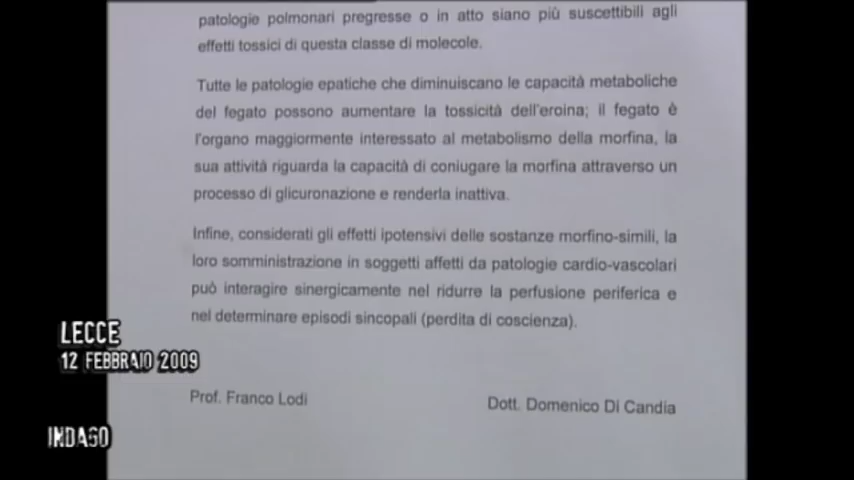 patologie polmonari pregresse o in atto siano più suscettibili agli
effetti tossici di questa classe di molecole.
Tutte le patologie epatiche che diminuiscano le capacità metaboliche
del fegato possono aumentare la tossicità dell'eroina; il fegato è
l'organo maggiormente interessato al metabolismo della morfina, la
sua attività riguarda la capacità di coniugare la morfina attraverso un
processo di glicuronazione e renderla inattiva.
Infine, considerati gli effetti ipotensivi delle sostanze morfino-simili, la
loro somministrazione in soggetti affetti da patologie cardio-vascolari
può interagire sinergicamente nel ridurre la perfusione periferica e
nel determinare episodi sincopali (perdita di coscienza).
LECCE
12 FEBBRAIO 2009
Prof. Franco Lodi
Dott. Domenico Di Candia
INDAGO